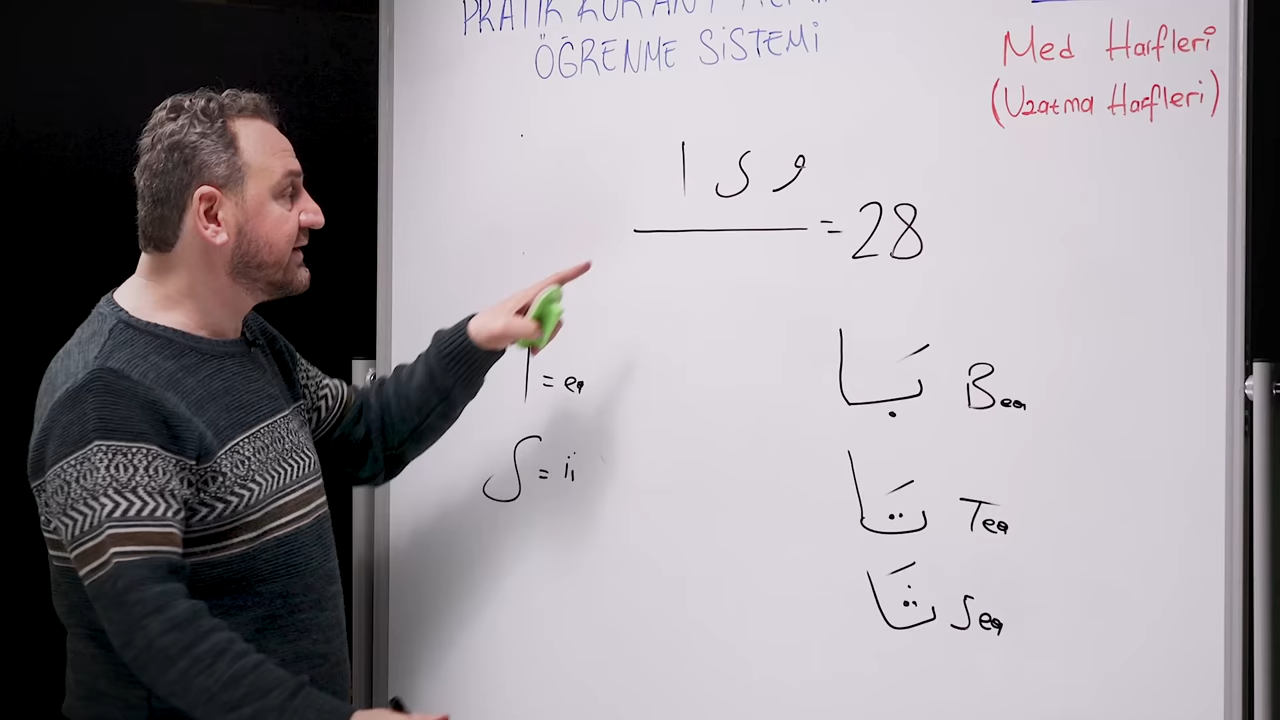 ÖĞRENME SİSTEMİ
Med Harfleri
(Uzatma Harfleri)
ا ى و
= 28
ا = ea
ى = ii
بَا Bea
تَا Tea
ثَا Sea